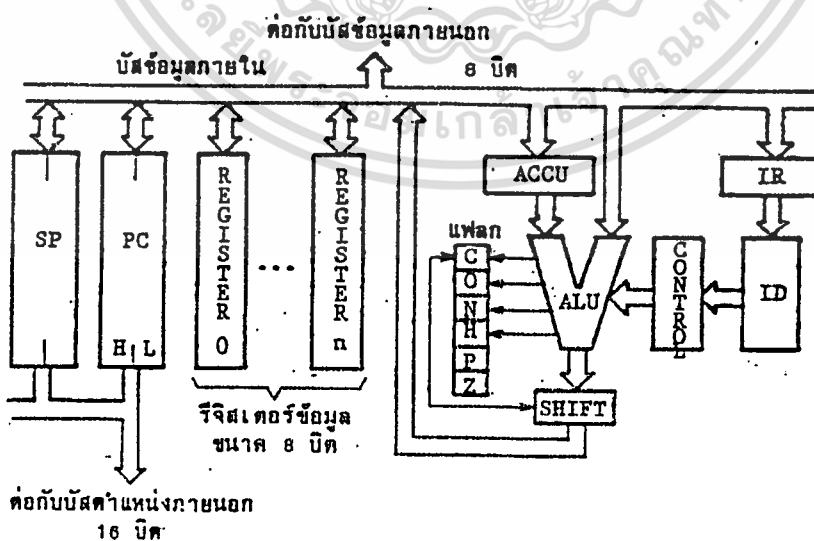 ต่อกับบัสข้อมูลภายนอก
บัสข้อมูลภายใน
8 บิต
SP
PC
H L
REGISTER 0
...
REGISTER n
รีจิสเตอร์ข้อมูล
ขนาด 8 บิต
ต่อกับบัสตำแหน่งภายนอก
16 บิต
ACCU
IR
แฟลก
C
O
N
H
P
Z
ALU
CONTROL
ID
SHIFT